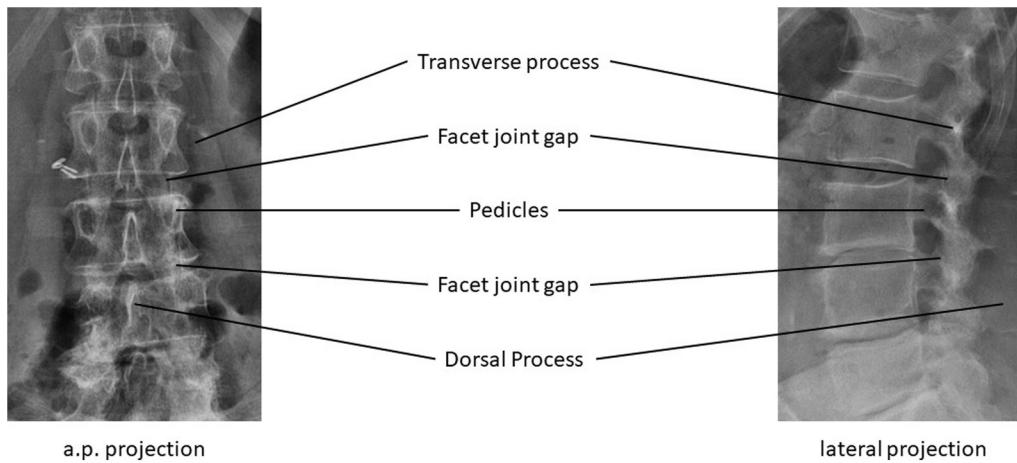 Transverse process
Facet joint gap
Pedicles
Facet joint gap
Dorsal Process
a.p. projection
lateral projection